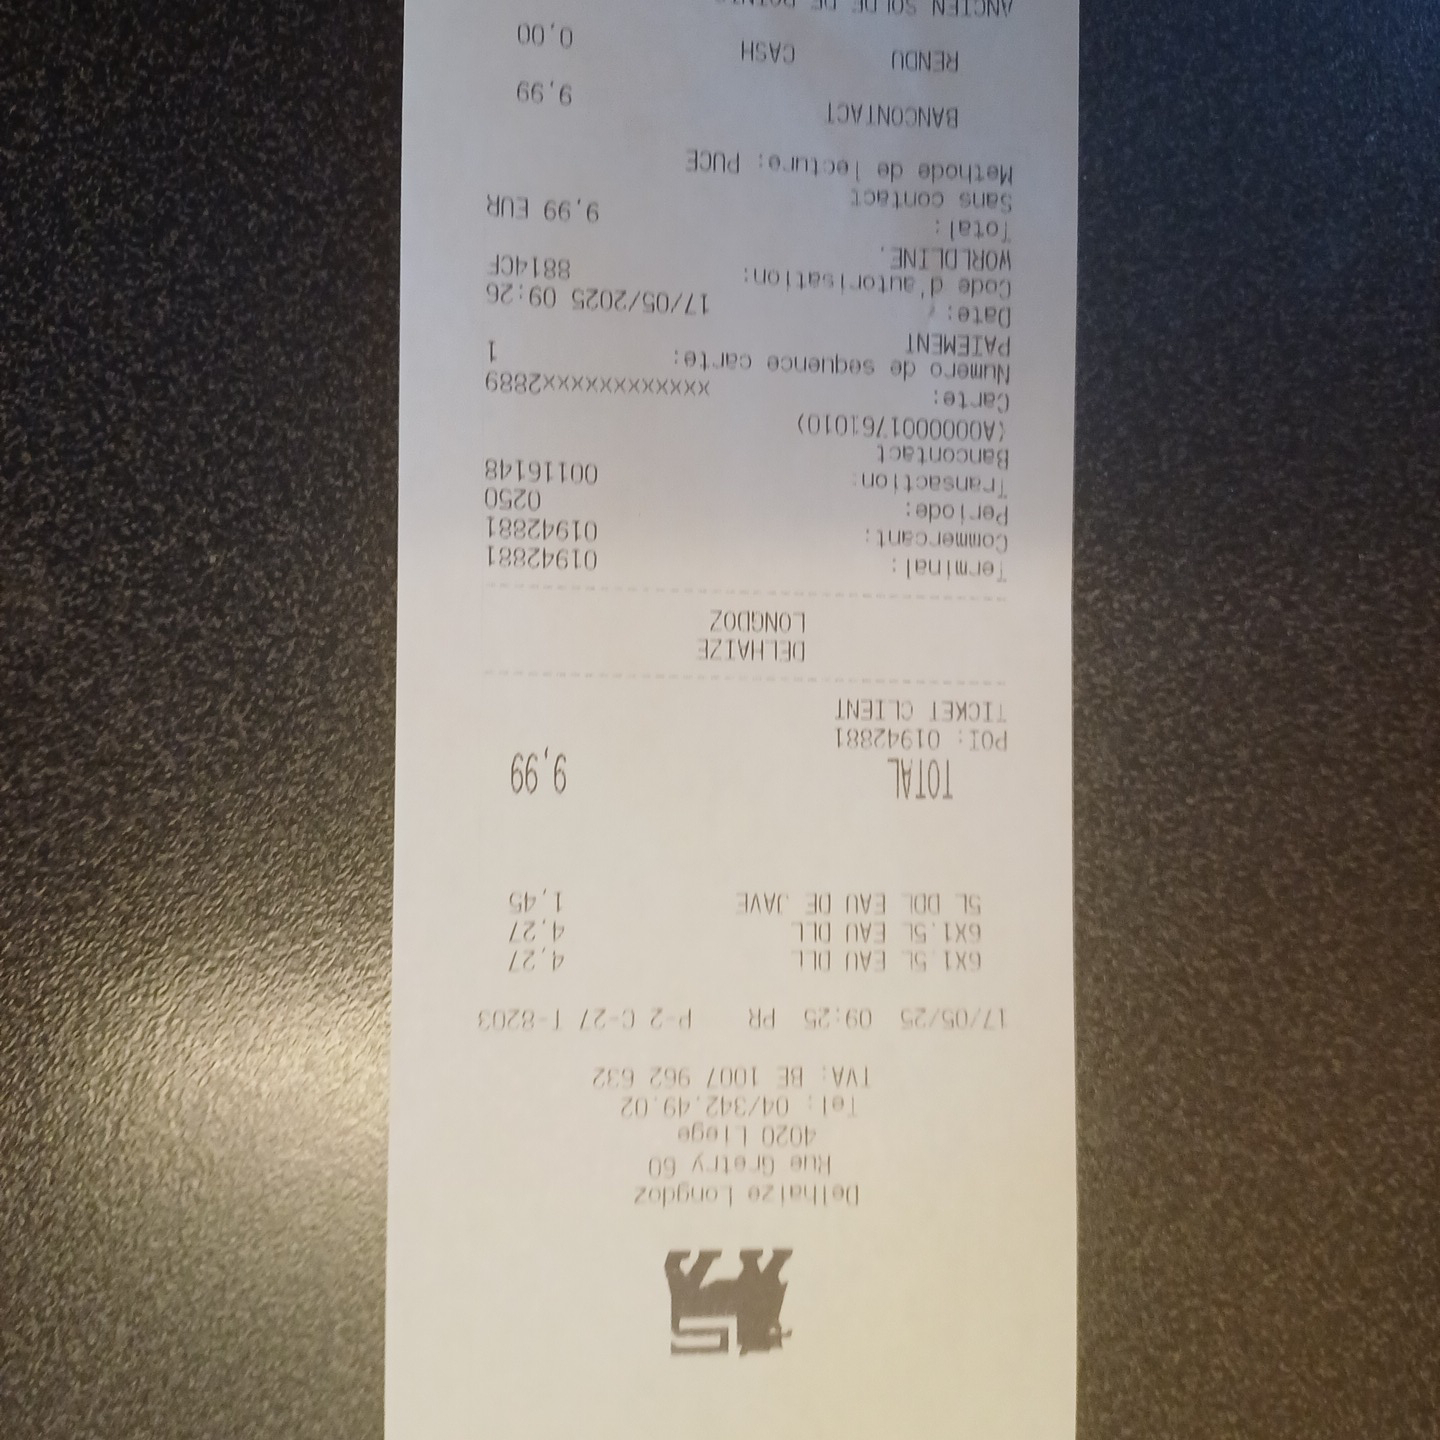 Delhaize Longdoz
Rue Gretry 60
4020 Liege
Tel: 04/342.49.02
TVA: BE 1007 962 632
17/05/25 09:25 PR P-2 C-27 T-8203
6X1.5L EAU DLL 4,27
6X1.5L EAU DLL 4,27
5L DDL EAU DE JAVE 1,45
TOTAL 9,99
POI: 01942881
TICKET CLIENT
DELHAIZE
LONGDOZ
Terminal: 01942881
Commercant: 01942881
Periode: 0250
Transaction: 00116148
Bancontact
(A0000001761010)
Carte: xxxxxxxxxxxx2889
Numero de sequence carte: 1
PAIEMENT
Date: 17/05/2025 09:26
Code d'autorisation: 8814CF
WORLDLINE.
Total: 9,99 EUR
Sans contact
Methode de lecture: PUCE
BANCONTACT 9,99
RENDU CASH 0,00
ANCIEN SOLDE DE POINTS